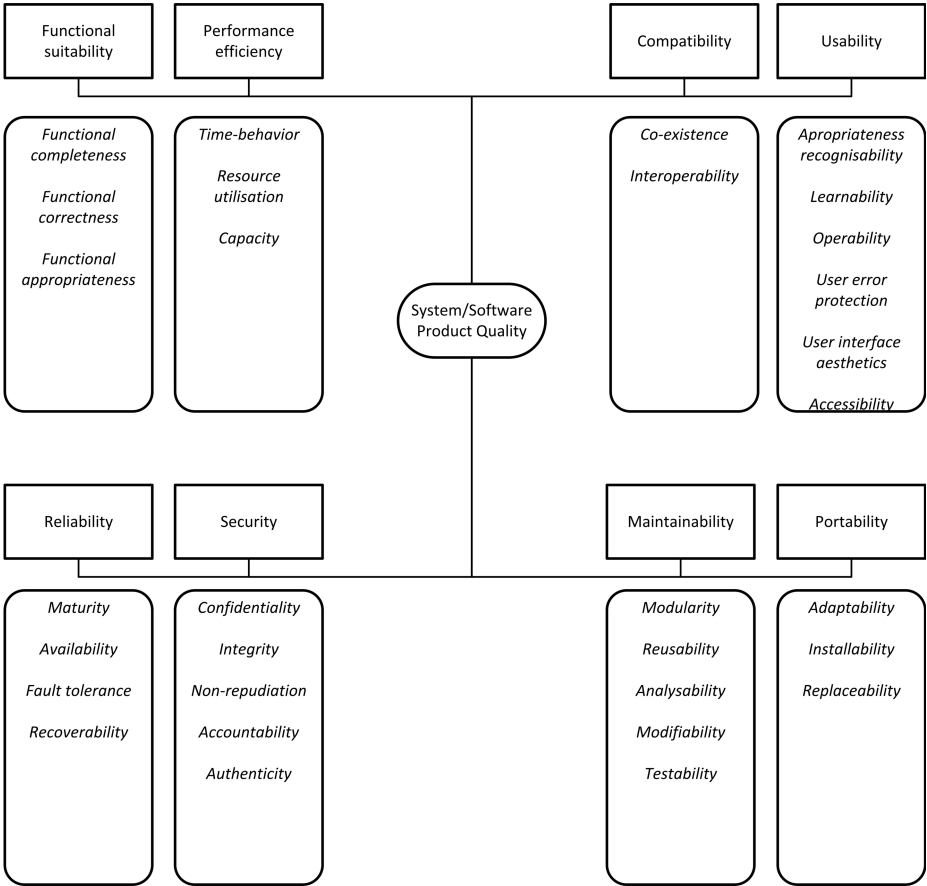 Functional
suitability
Performance
efficiency
Compatibility
Usability
Functional
completeness
Functional
correctness
Functional
appropriateness
Time-behavior
Resource
utilisation
Capacity
Co-existence
Interoperability
Apropriateness
recognisability
Learnability
Operability
User error
protection
User interface
aesthetics
Accessibility
System/Software
Product Quality
Reliability
Security
Maintainability
Portability
Maturity
Availability
Fault tolerance
Recoverability
Confidentiality
Integrity
Non-repudiation
Accountability
Authenticity
Modularity
Reusability
Analysability
Modifiability
Testability
Adaptability
Installability
Replaceability